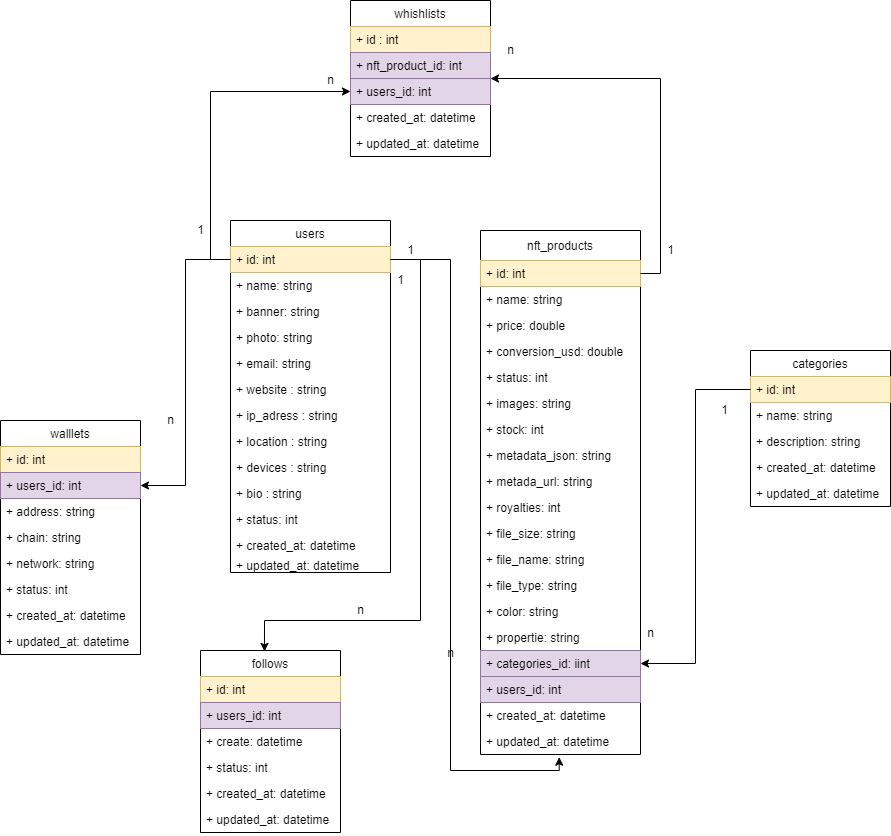 whishlists
+ id : int
+ nft_product_id: int
+ users_id: int
+ created_at: datetime
+ updated_at: datetime
n
n
1
1
users
+ id: int
+ name: string
+ banner: string
+ photo: string
+ email: string
+ website : string
+ ip_adress : string
+ location : string
+ devices : string
+ bio : string
+ status: int
+ created_at: datetime
+ updated_at: datetime
1
1
nft_products
+ id: int
+ name: string
+ price: double
+ conversion_usd: double
+ status: int
+ images: string
+ stock: int
+ metadata_json: string
+ metada_url: string
+ royalties: int
+ file_size: string
+ file_name: string
+ file_type: string
+ color: string
+ propertie: string
+ categories_id: iint
+ users_id: int
+ created_at: datetime
+ updated_at: datetime
categories
+ id: int
+ name: string
+ description: string
+ created_at: datetime
+ updated_at: datetime
1
n
n
walllets
+ id: int
+ users_id: int
+ address: string
+ chain: string
+ network: string
+ status: int
+ created_at: datetime
+ updated_at: datetime
n
n
follows
+ id: int
+ users_id: int
+ create: datetime
+ status: int
+ created_at: datetime
+ updated_at: datetime